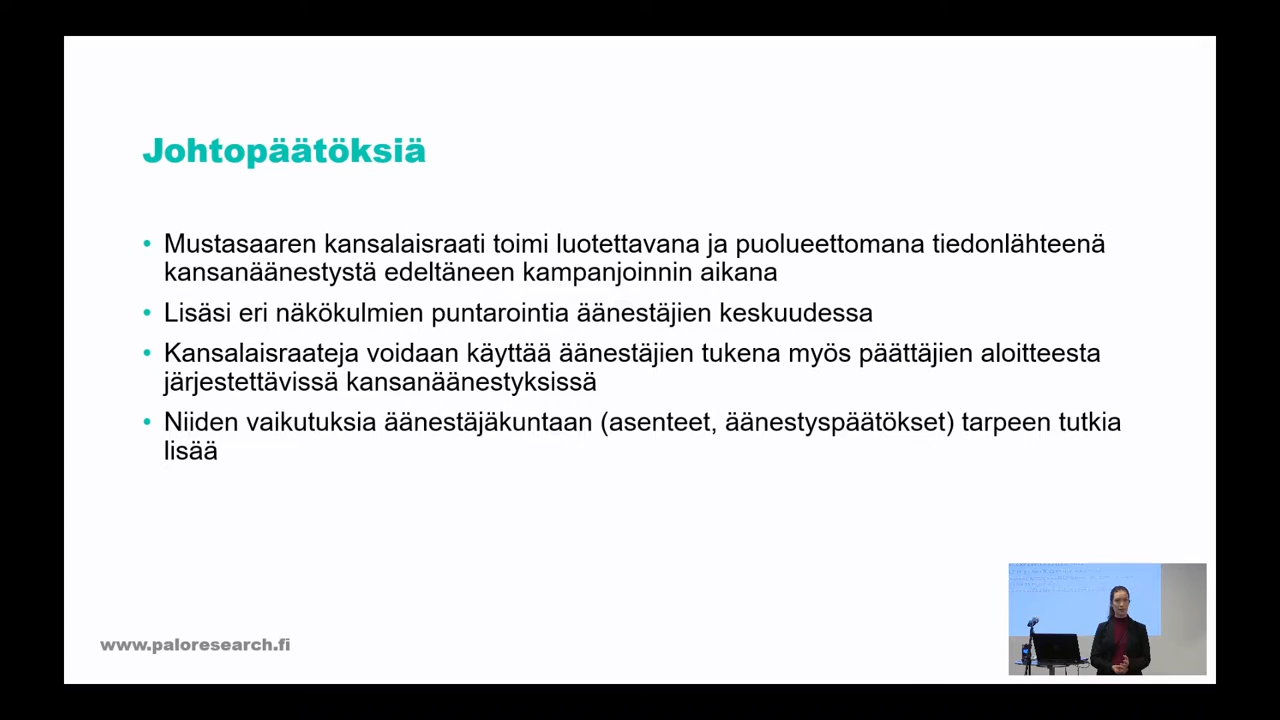 Johtopäätöksiä
• Mustasaaren kansalaisraati toimi luotettavana ja puolueettomana tiedonlähteenä
kansanäänestystä edeltäneen kampanjoinnin aikana
• Lisäsi eri näkökulmien puntarointia äänestäjien keskuudessa
• Kansalaisraateja voidaan käyttää äänestäjien tukena myös päättäjien aloitteesta
järjestettävissä kansanäänestyksissä
• Niiden vaikutuksia äänestäjäkuntaan (asenteet, äänestyspäätökset) tarpeen tutkia
lisää
www.paloresearch.fi